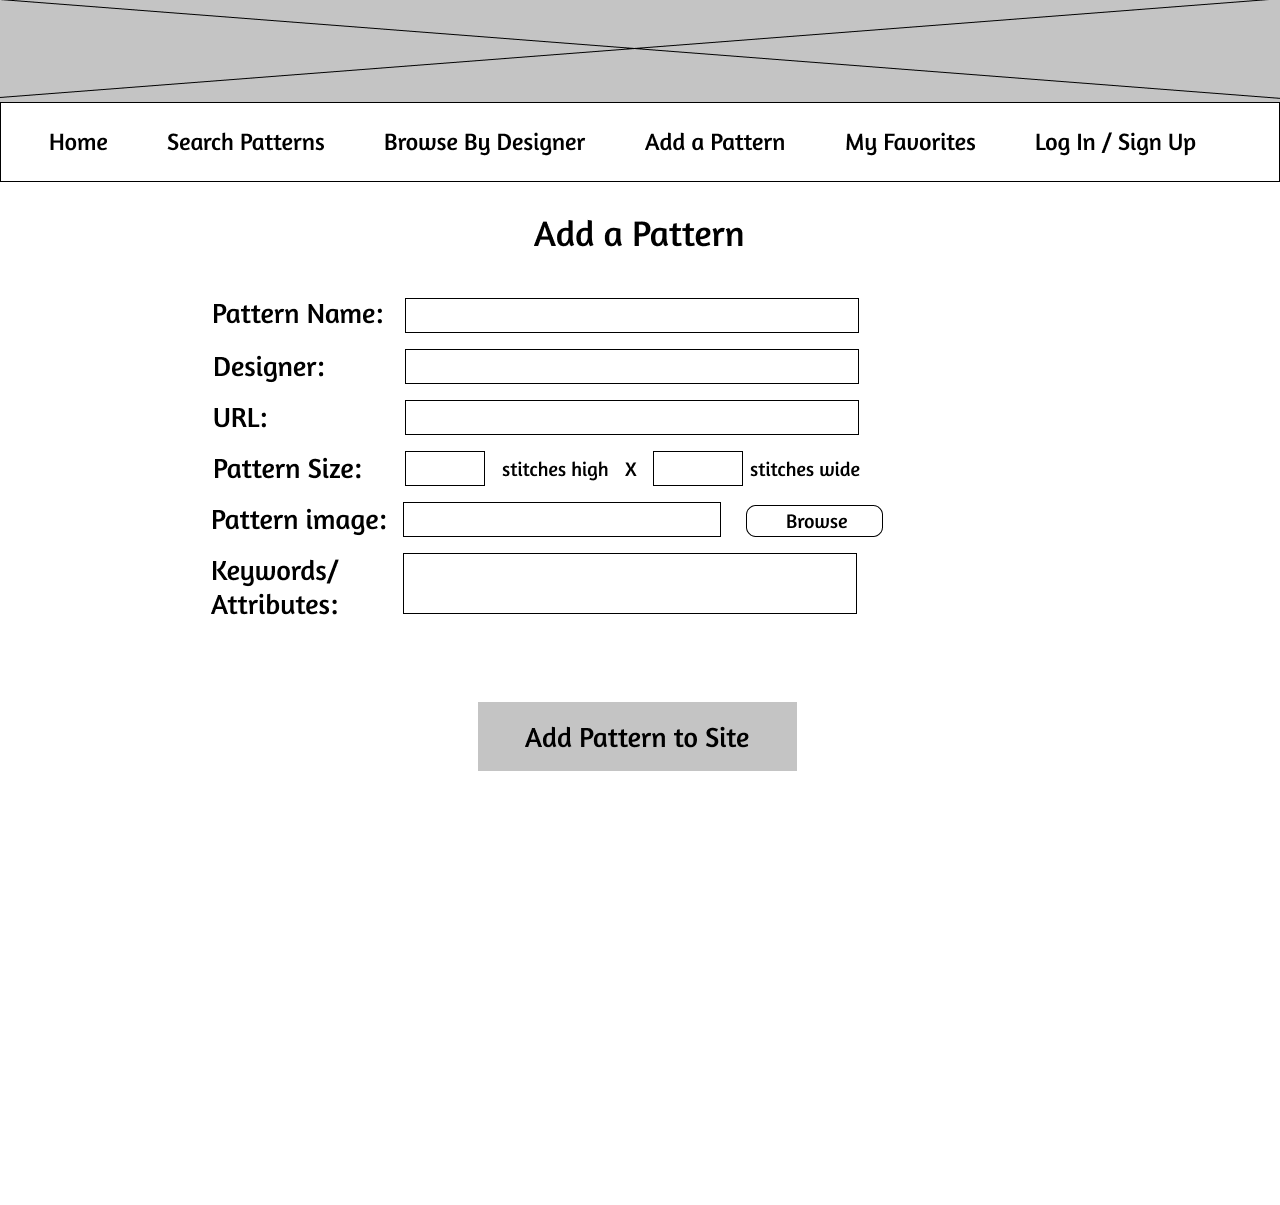 Home Search Patterns Browse By Designer Add a Pattern My Favorites Log In / Sign Up
Add a Pattern
Pattern Name:
Designer:
URL:
Pattern Size: stitches high X stitches wide
Pattern image: Browse
Keywords/
Attributes:
Add Pattern to Site